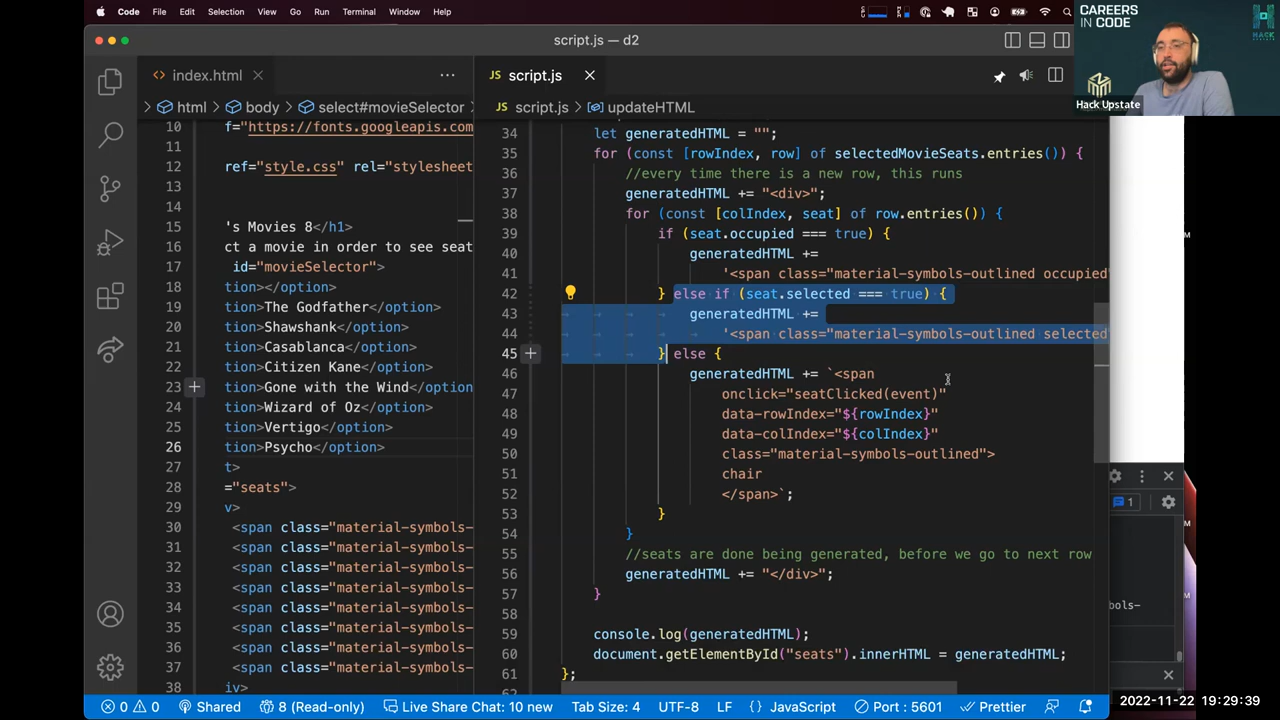 Code File Edit Selection View Go Run Terminal Window Help
script.js — d2
CAREERS
IN CODE
HACK
Hack Upstate
index.html
JS script.js
html body select#movieSelector
JS script.js updateHTML
10 f="https://fonts.googleapis.com
11
12 ref="style.css" rel="stylesheet
13
14
15 's Movies 8</h1>
16 ct a movie in order to see seat
17 id="movieSelector">
18 tion></option>
19 tion>The Godfather</option>
20 tion>Shawshank</option>
21 tion>Casablanca</option>
22 tion>Citizen Kane</option>
23 tion>Gone with the Wind</option
24 tion>Wizard of Oz</option>
25 tion>Vertigo</option>
26 tion>Psycho</option>
27 t>
28 ="seats">
29 v>
30 <span class="material-symbols-
31 <span class="material-symbols-
32 <span class="material-symbols-
33 <span class="material-symbols-
34 <span class="material-symbols-
35 <span class="material-symbols-
36 <span class="material-symbols-
37 <span class="material-symbols-
38 iv>
34 let generatedHTML = "";
35 for (const [rowIndex, row] of selectedMovieSeats.entries()) {
36 //every time there is a new row, this runs
37 generatedHTML += "<div>";
38 for (const [colIndex, seat] of row.entries()) {
39 if (seat.occupied === true) {
40 generatedHTML +=
41 '<span class="material-symbols-outlined occupied"
42 } else if (seat.selected === true) {
43 generatedHTML +=
44 '<span class="material-symbols-outlined selected
45 } else {
46 generatedHTML += `<span
47 onclick="seatClicked(event)"
48 data-rowIndex="${rowIndex}"
49 data-colIndex="${colIndex}"
50 class="material-symbols-outlined">
51 chair
52 </span>`;
53 }
54 }
55 //seats are done being generated, before we go to next row
56 generatedHTML += "</div>";
57 }
58
59 console.log(generatedHTML);
60 document.getElementById("seats").innerHTML = generatedHTML;
61 };
M
1
M
M
bols-
M
0 0 Shared 8 (Read-only) Live Share Chat: 10 new Tab Size: 4 UTF-8 LF JavaScript Port : 5601 Prettier
2022-11-22 19:29:39